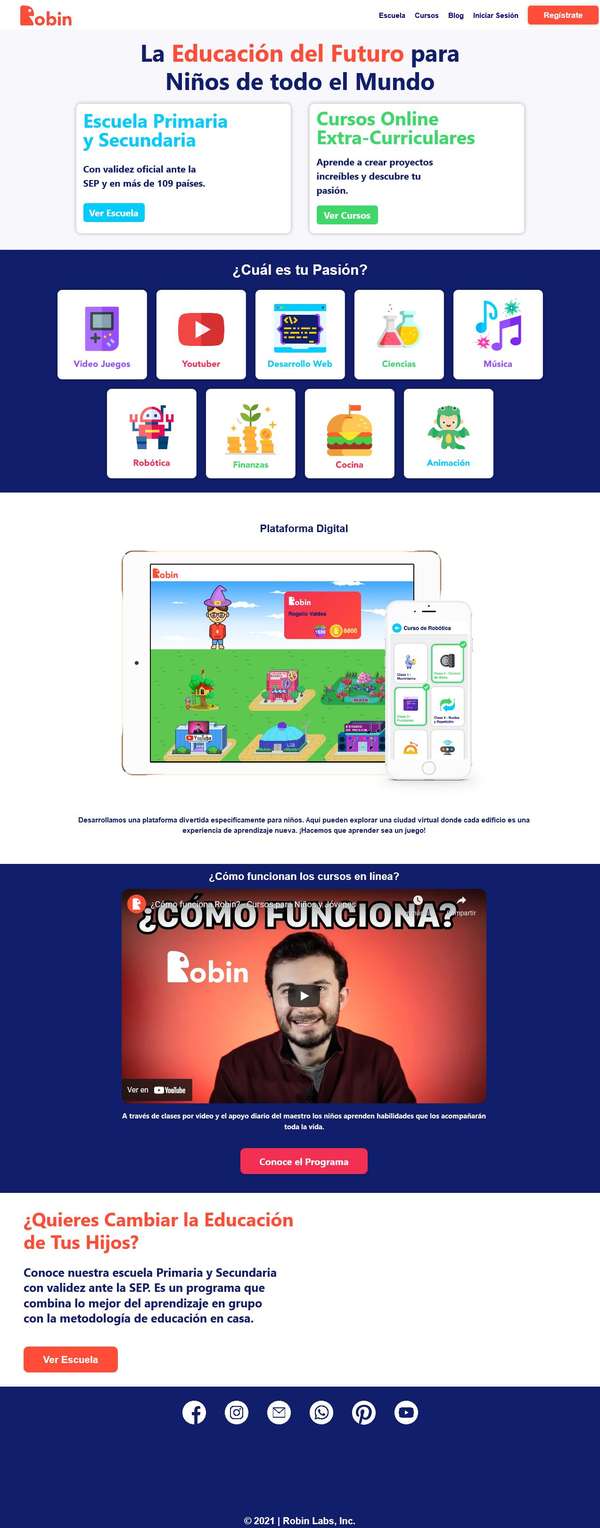 Robin
Escuela
Cursos
Blog
Iniciar Sesión
Regístrate
La Educación del Futuro para
Niños de todo el Mundo
Escuela Primaria
y Secundaria
Con validez oficial ante la
SEP y en más de 109 países.
Ver Escuela
Cursos Online
Extra-Curriculares
Aprende a crear proyectos
increíbles y descubre tu
pasión.
Ver Cursos
¿Cuál es tu Pasión?
Video Juegos
Youtuber
Desarrollo Web
Ciencias
Música
Robótica
Finanzas
Cocina
Animación
Plataforma Digital
Robin
Robin
Rogelio Valdes
Curso de Robótica
YouTube
Desarrollamos una plataforma divertida especificamente para niños. Aquí pueden explorar una ciudad virtual donde cada edificio es una
experiencia de aprendizaje nueva. ¡Hacemos que aprender sea un juego!
¿Cómo funcionan los cursos en línea?
¿Cómo funciona Robin? - Cursos para Niños y Jóvenes
¿CÓMO FUNCIONA?
Robin
Ver en YouTube
A través de clases por video y el apoyo diario del maestro los niños aprenden habilidades que los acompañarán
toda la vida.
Conoce el Programa
¿Quieres Cambiar la Educación
de Tus Hijos?
Conoce nuestra escuela Primaria y Secundaria
con validez ante la SEP. Es un programa que
combina lo mejor del aprendizaje en grupo
con la metodología de educación en casa.
Ver Escuela
© 2021 | Robin Labs, Inc.